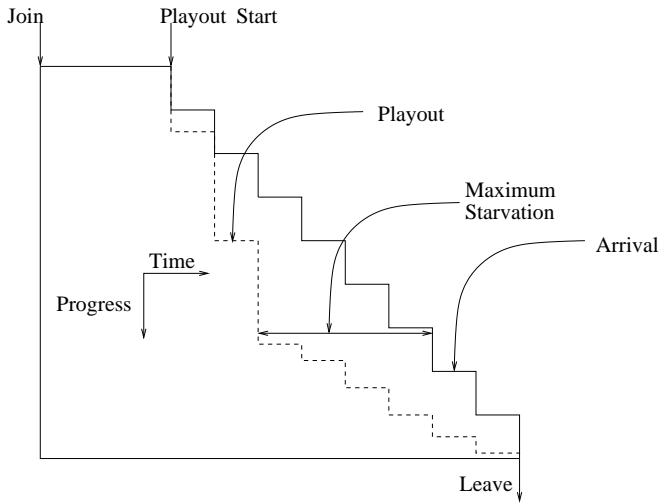 Join
Playout Start
Playout
Maximum
Starvation
Arrival
Time
Progress
Leave